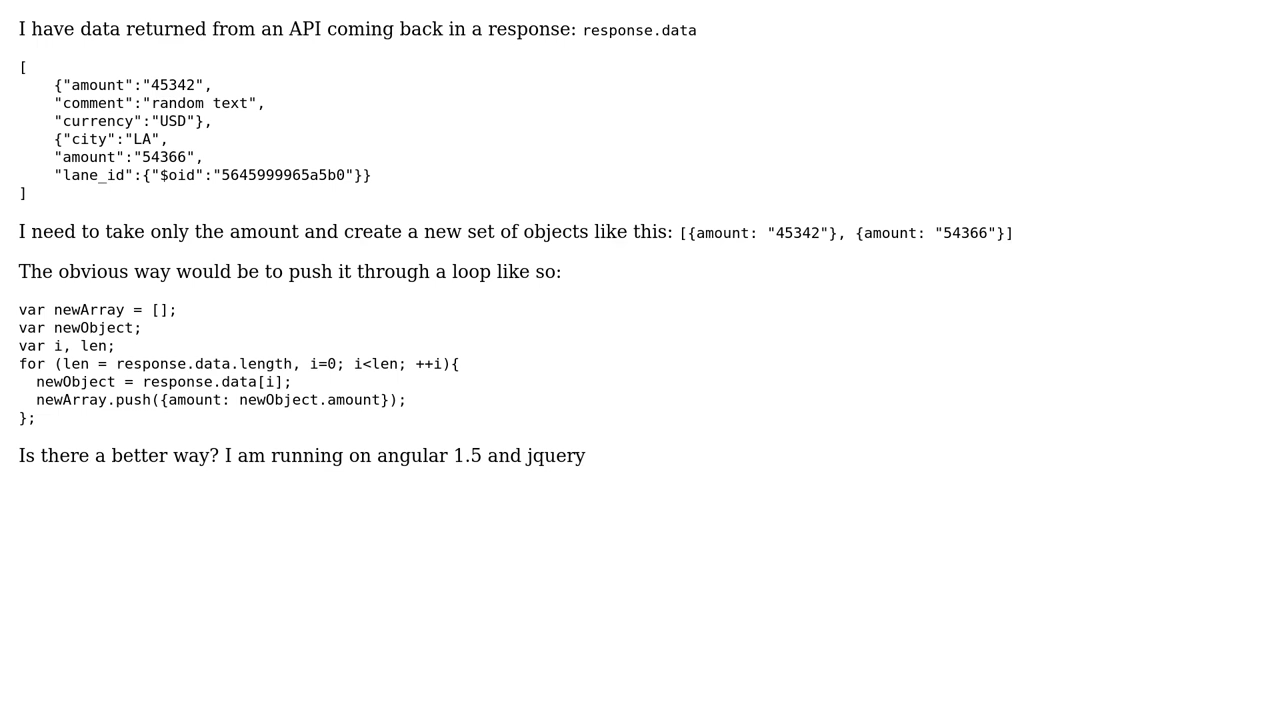 I have data returned from an API coming back in a response: response.data
[
    {"amount":"45342",
    "comment":"random text",
    "currency":"USD"},
    {"city":"LA",
    "amount":"54366",
    "lane_id":{"$oid":"5645999965a5b0"}}
]
I need to take only the amount and create a new set of objects like this: [{amount: "45342"}, {amount: "54366"}]
The obvious way would be to push it through a loop like so:
var newArray = [];
var newObject;
var i, len;
for (len = response.data.length, i=0; i<len; ++i){
  newObject = response.data[i];
  newArray.push({amount: newObject.amount});
};
Is there a better way? I am running on angular 1.5 and jquery